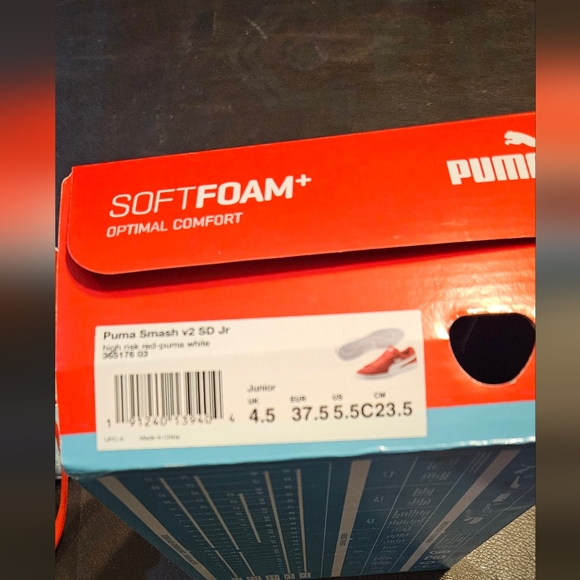 SOFTFOAM+
OPTIMAL COMFORT
PUMA
Puma Smash v2 SD Jr
high risk red-puma white
365176 03
Junior
UK EUR US CM
4.5 37.5 5.5C 23.5
1 91240 13940 4
UPC-A Made in China